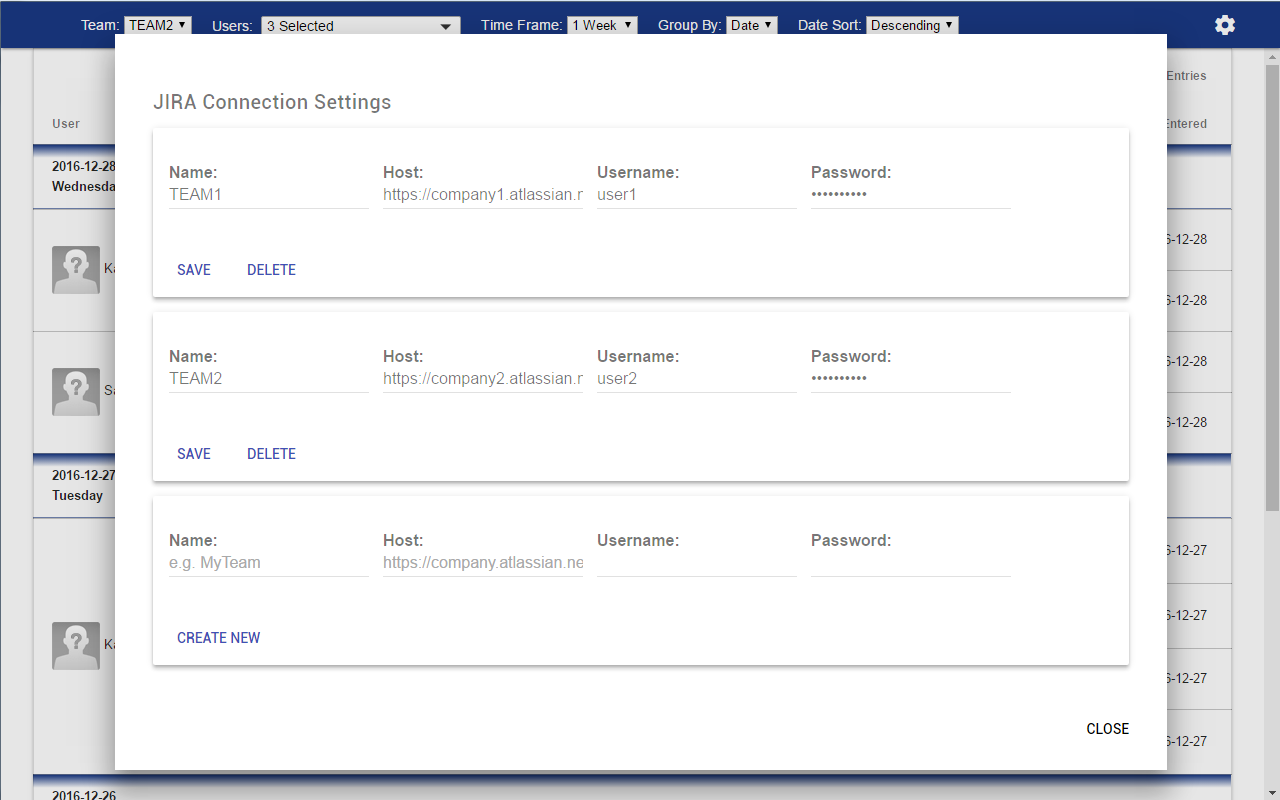 Team: TEAM2 Users: 3 Selected Time Frame: 1 Week Group By: Date Date Sort: Descending
Entries
User
Entered
2016-12-28
Wednesda
6-12-28
Ka
6-12-28
6-12-28
Sa
6-12-28
2016-12-27
Tuesday
6-12-27
6-12-27
Ka
6-12-27
6-12-27
2016-12-26
JIRA Connection Settings
Name: Host: Username: Password:
TEAM1 https://company1.atlassian.n user1 ••••••••••
SAVE DELETE
Name: Host: Username: Password:
TEAM2 https://company2.atlassian.n user2 ••••••••••
SAVE DELETE
Name: Host: Username: Password:
e.g. MyTeam https://company.atlassian.ne
CREATE NEW
CLOSE